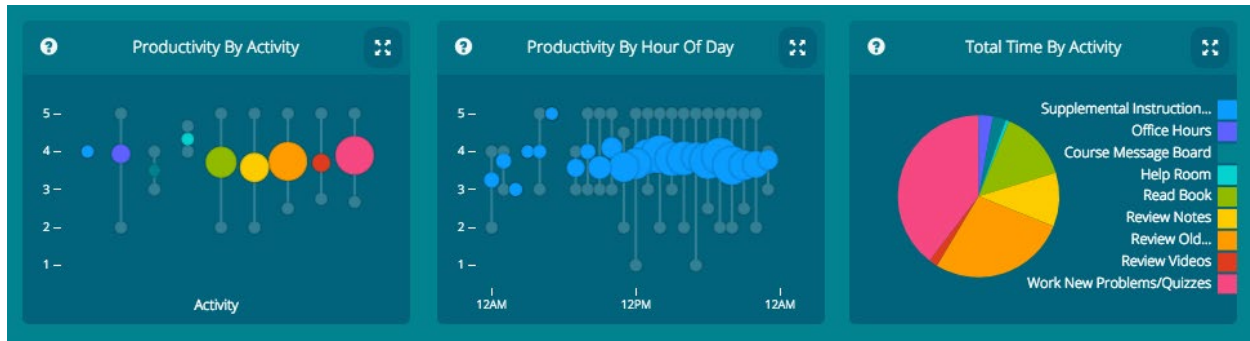 ? Productivity By Activity
5
4
3
2
1
Activity
? Productivity By Hour Of Day
5
4
3
2
1
12AM 12PM 12AM
? Total Time By Activity
Supplemental Instruction...
Office Hours
Course Message Board
Help Room
Read Book
Review Notes
Review Old...
Review Videos
Work New Problems/Quizzes